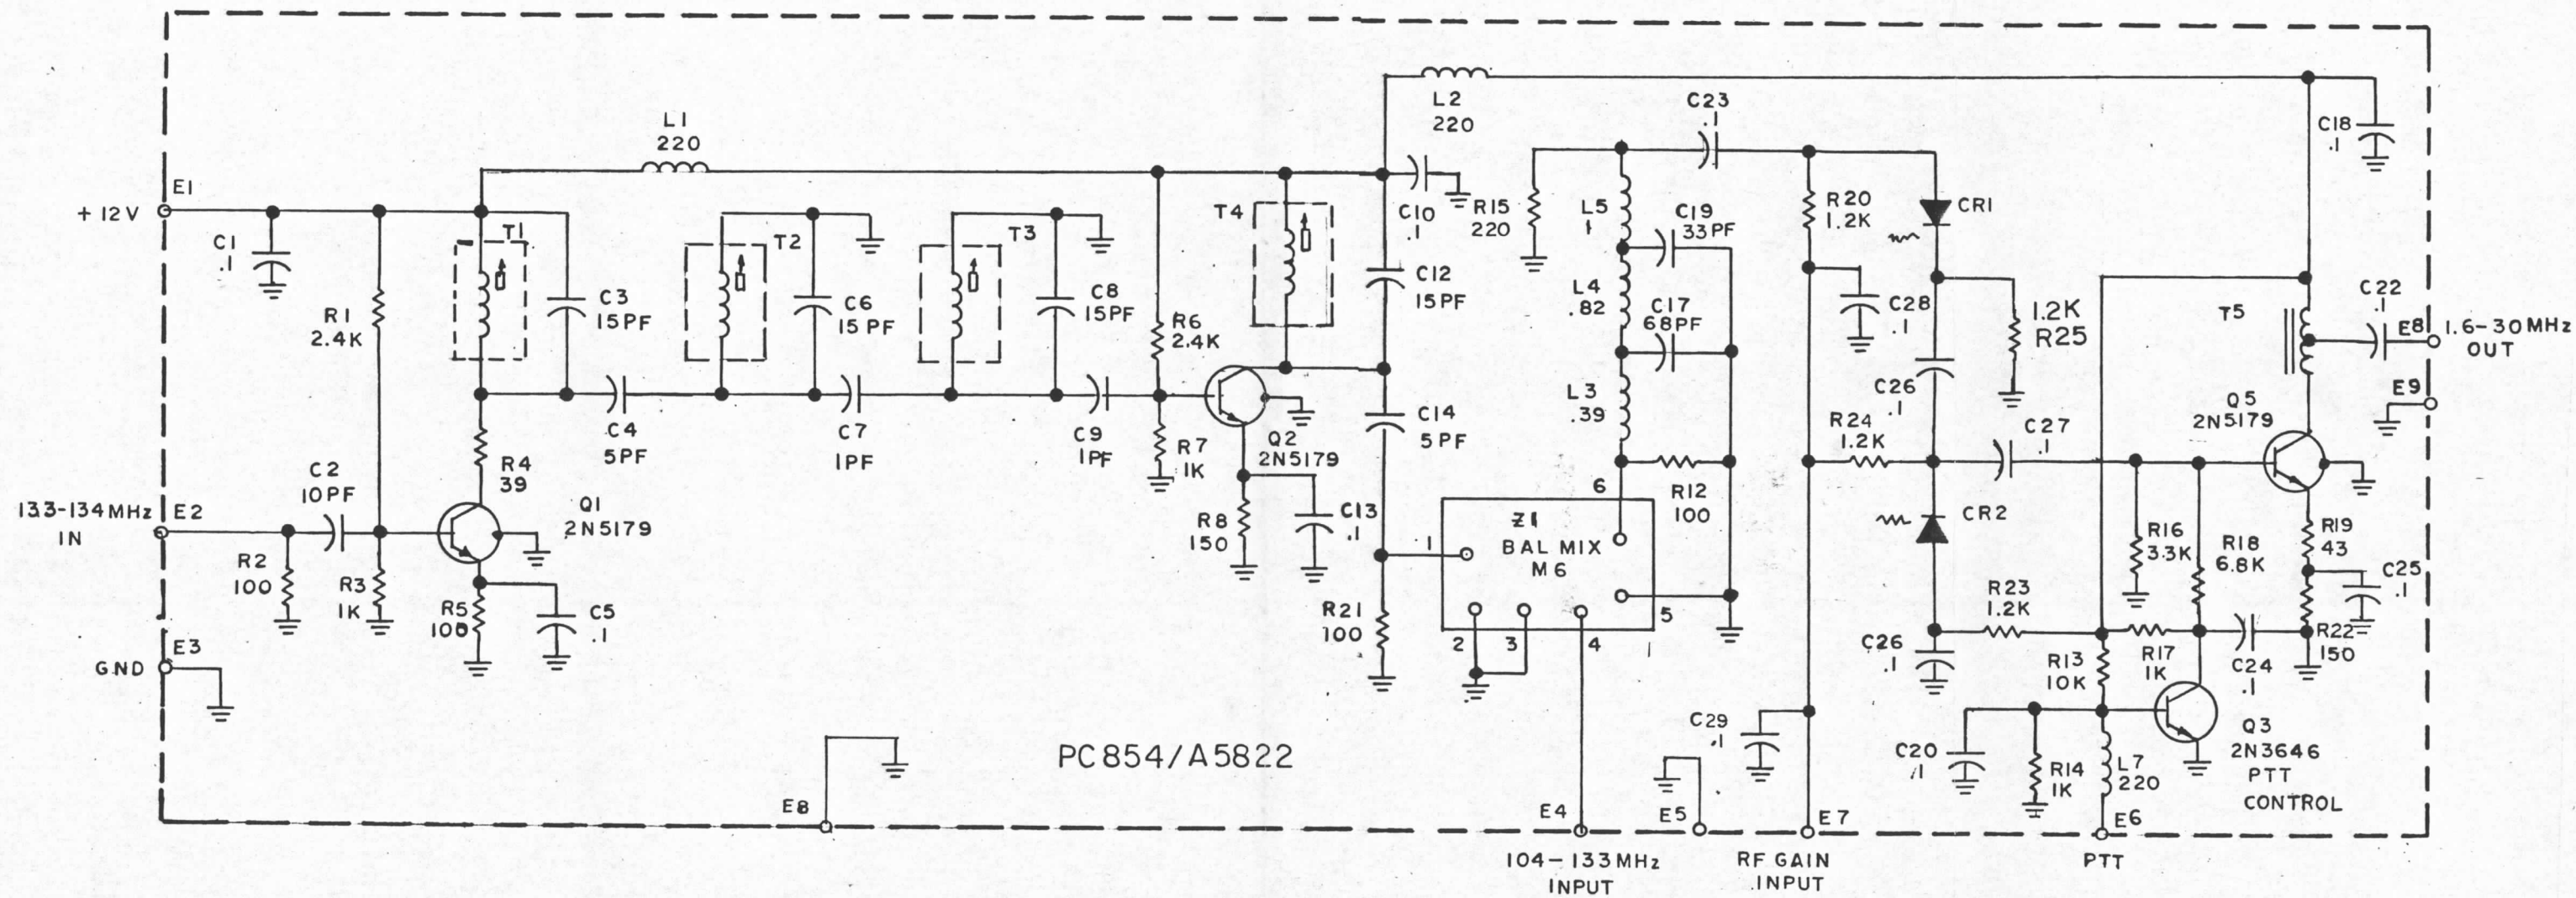 L1
220
L2
220
C23
.1
C18
.1
E1
+12V
C1
.1
T1
T2
T3
T4
C10
.1
R15
220
L5
1
C19
33PF
R20
1.2K
CR1
R1
2.4K
C3
15PF
C6
15PF
C8
15PF
R6
2.4K
C12
15PF
L4
.82
C17
68PF
C28
.1
1.2K
R25
T5
C22
.1
E8
1.6-30MHz
OUT
E9
C4
5PF
C7
1PF
C9
1PF
R7
1K
Q2
2N5179
C14
5PF
L3
.39
R24
1.2K
C26
.1
C27
.1
Q5
2N5179
133-134MHz
IN
E2
C2
10PF
R4
39
Q1
2N5179
R2
100
R3
1K
R5
100
C5
.1
R8
150
C13
.1
R21
100
6
R12
100
Z1
BAL MIX
M6
1
2
3
4
5
CR2
R16
3.3K
R18
6.8K
R19
43
C25
.1
R23
1.2K
C26
.1
R13
10K
R17
1K
C24
.1
R22
150
E3
GND
E8
PC854/A5822
C29
.1
C20
.1
R14
1K
L7
220
Q3
2N3646
PTT
CONTROL
E4
E5
E7
E6
104-133MHz
INPUT
RF GAIN
INPUT
PTT